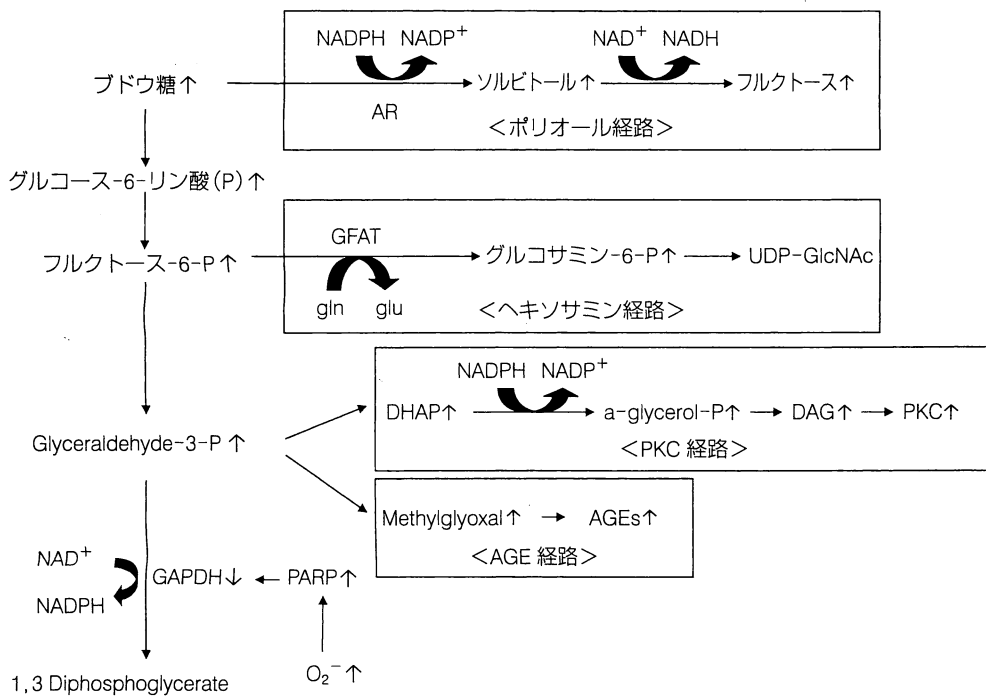 NADPH NADP⁺ NAD⁺ NADH
ブドウ糖↑ ソルビトール↑ フルクトース↑
AR
＜ポリオール経路＞
グルコース-6-リン酸(P)↑
GFAT
フルクトース-6-P↑ グルコサミン-6-P↑ UDP-GlcNAc
gln glu
＜ヘキソサミン経路＞
NADPH NADP⁺
DHAP↑ a-glycerol-P↑ DAG↑ PKC↑
Glyceraldehyde-3-P↑
＜PKC 経路＞
Methylglyoxal↑ AGEs↑
＜AGE 経路＞
NAD⁺
GAPDH↓ PARP↑
NADPH
O₂⁻↑
1,3 Diphosphoglycerate